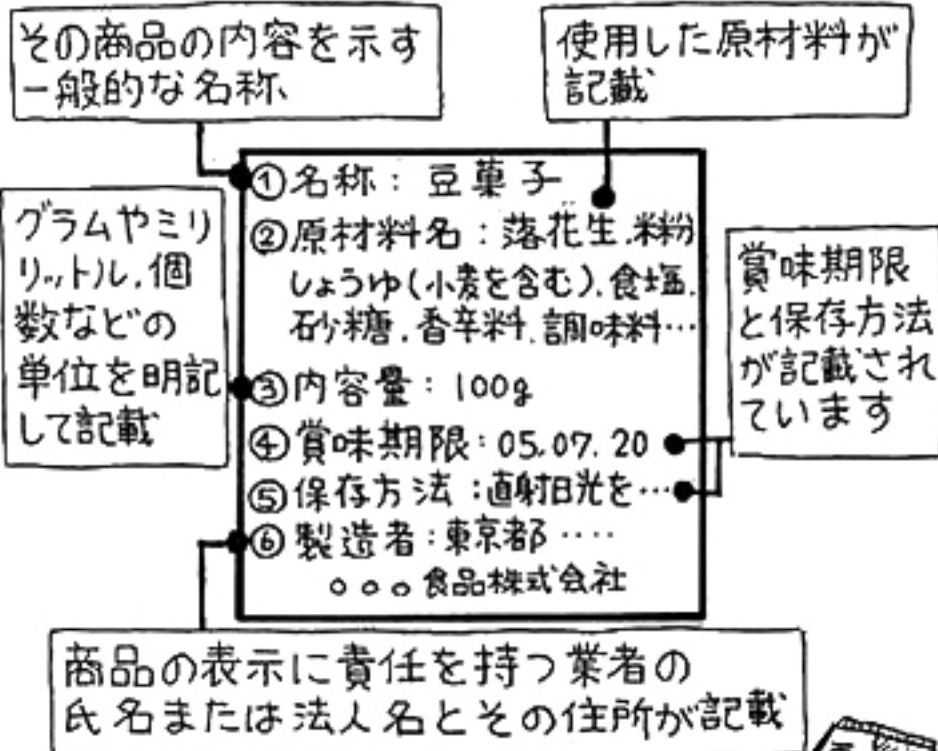 その商品の内容を示す
一般的な名称
使用した原材料が
記載
①名称：豆菓子
②原材料名：落花生.米粉
しょうゆ(小麦を含む).食塩.
砂糖.香辛料.調味料…
③内容量：100g
④賞味期限：05.07.20
⑤保存方法：直射日光を…
⑥製造者：東京都‥‥
○○○食品株式会社
グラムやミリ
リットル.個
数などの
単位を明記
して記載
賞味期限
と保存方法
が記載され
ています
商品の表示に責任を持つ業者の
氏名または法人名とその住所が記載